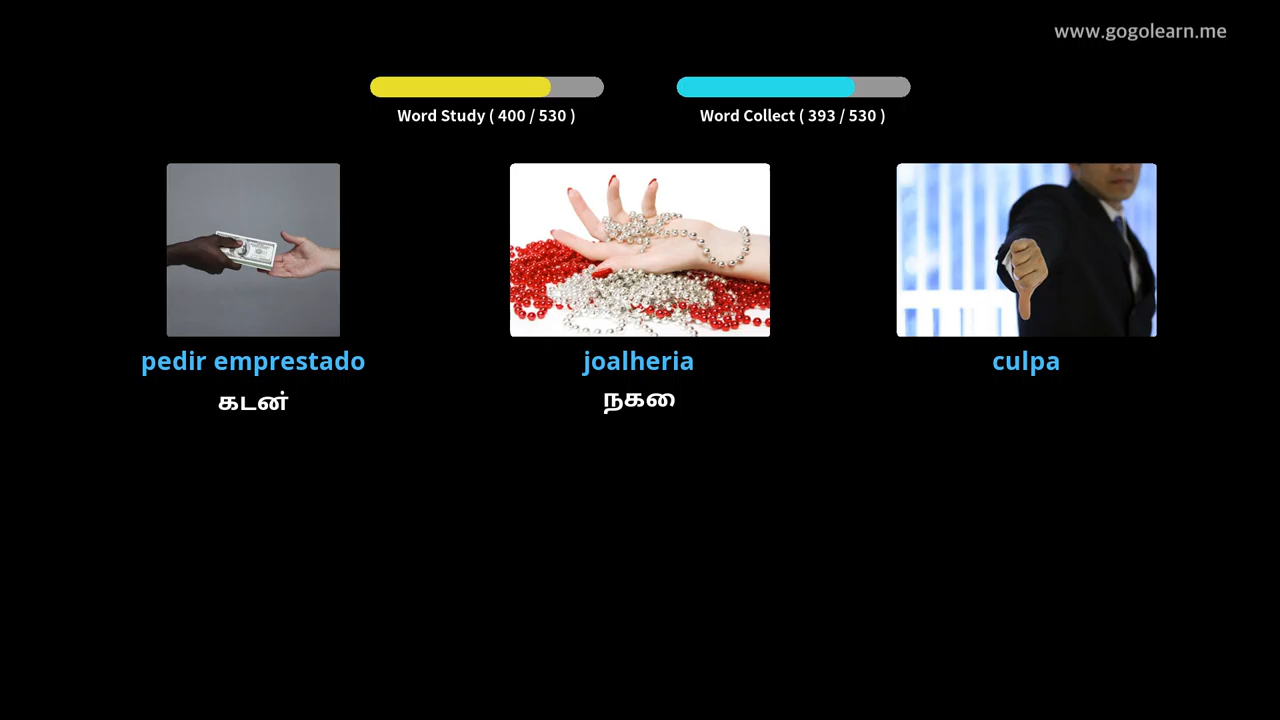 www.gogolearn.me
Word Study ( 400 / 530 )
Word Collect ( 393 / 530 )
pedir emprestado
joalheria
culpa
கடன்
நகை